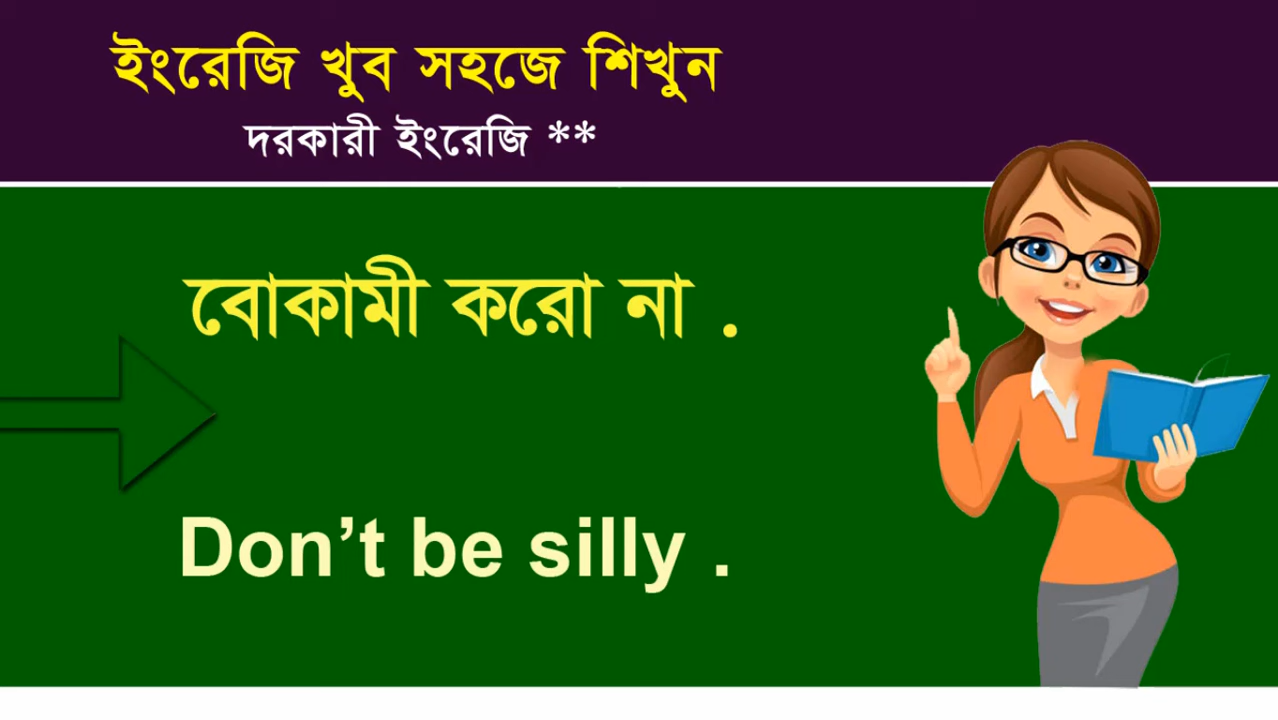 ইংরেজি খুব সহজে শিখুন
দরকারী ইংরেজি **
বোকামী করো না .
Don’t be silly .